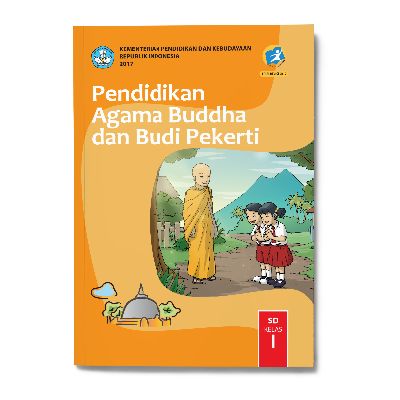 KEMENTERIAN PENDIDIKAN DAN KEBUDAYAAN
REPUBLIK INDONESIA
2017
Pendidikan
Agama Buddha
dan Budi Pekerti
SD
KELAS
I